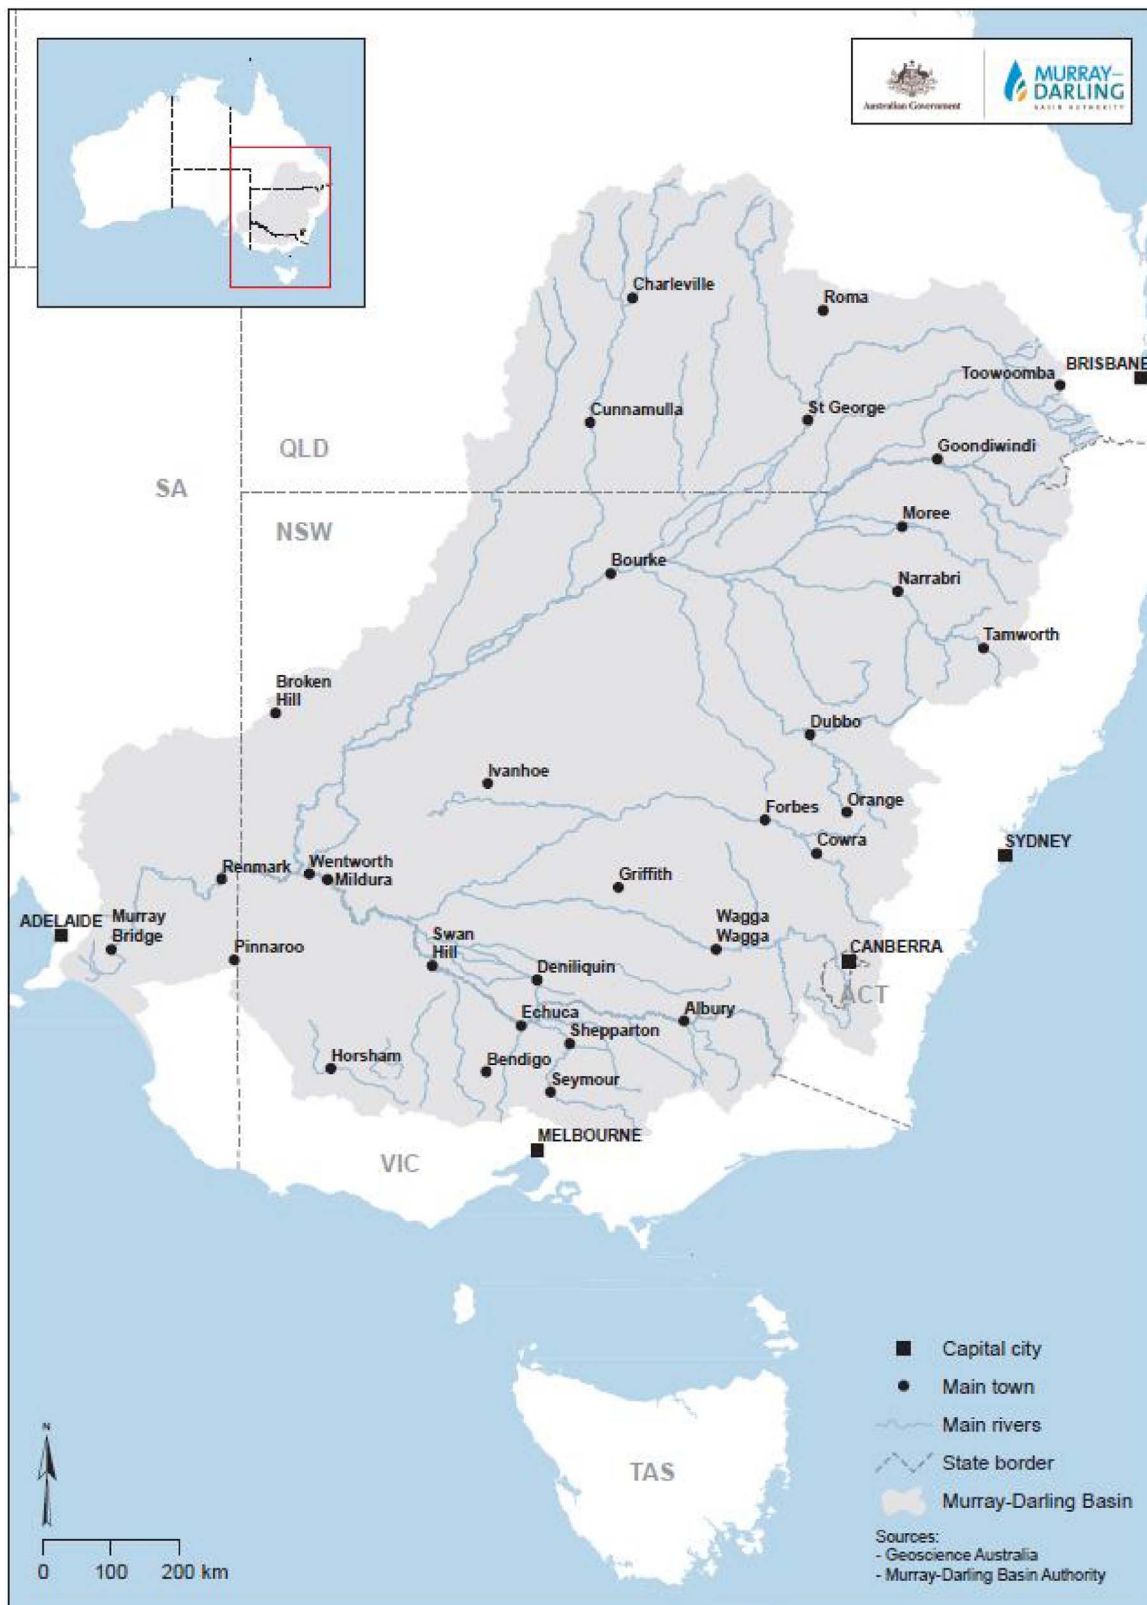 Australian Government
MURRAY–
DARLING
BASIN AUTHORITY
Charleville
Roma
BRISBANE
Toowoomba
Cunnamulla
St George
Goondiwindi
QLD
SA
NSW
Moree
Bourke
Narrabri
Tamworth
Broken
Hill
Dubbo
Ivanhoe
Forbes
Orange
Cowra
SYDNEY
Renmark
Wentworth
Mildura
Griffith
ADELAIDE
Murray
Bridge
Pinnaroo
Swan
Hill
Wagga
Wagga
CANBERRA
ACT
Deniliquin
Echuca
Albury
Shepparton
Horsham
Bendigo
Seymour
MELBOURNE
VIC
TAS
N
0 100 200 km
Capital city
Main town
Main rivers
State border
Murray-Darling Basin
Sources:
- Geoscience Australia
- Murray-Darling Basin Authority